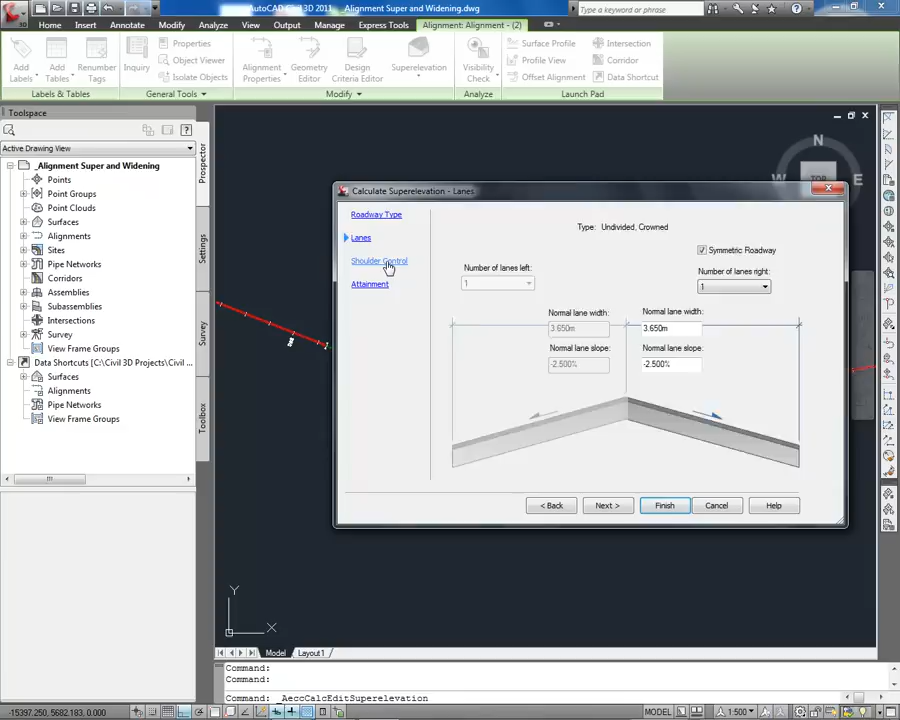 AutoCAD Civil 3D 2011    _Alignment Super and Widening.dwg
Type a keyword or phrase
Home Insert Annotate Modify Analyze View Output Manage Express Tools Alignment: Alignment - (2)
Add Labels
Add Tables
Renumber Tags
Inquiry
Properties
Object Viewer
Isolate Objects
Alignment Properties
Geometry Editor
Design Criteria Editor
Superelevation
Visibility Check
Surface Profile
Profile View
Offset Alignment
Intersection
Corridor
Data Shortcut
Labels & Tables
General Tools
Modify
Analyze
Launch Pad
Toolspace
Active Drawing View
_Alignment Super and Widening
Points
Point Groups
Point Clouds
Surfaces
Alignments
Sites
Pipe Networks
Corridors
Assemblies
Subassemblies
Intersections
Survey
View Frame Groups
Data Shortcuts [C:\Civil 3D Projects\Civil ...
Surfaces
Alignments
Pipe Networks
View Frame Groups
Prospector
Settings
Survey
Toolbox
N
W
TOP
E
Calculate Superelevation - Lanes
Roadway Type
Lanes
Shoulder Control
Attainment
Type: Undivided, Crowned
Symmetric Roadway
Number of lanes left:
1
Number of lanes right:
1
Normal lane width:
3.650m
Normal lane width:
3.650m
Normal lane slope:
-2.500%
Normal lane slope:
-2.500%
< Back
Next >
Finish
Cancel
Help
Y
X
Model
Layout1
Command:
Command:
Command: _AeccCalcEditSuperelevation
-15397.250, 5682.183, 0.000
MODEL
1:500